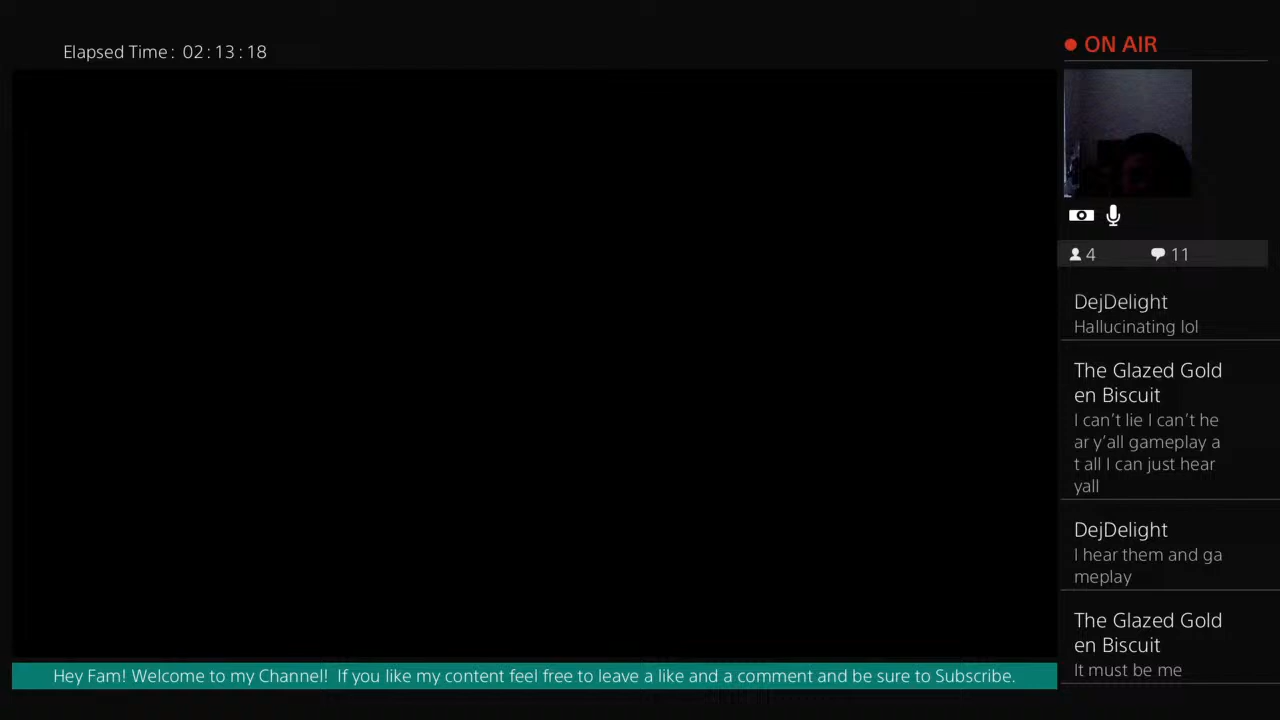 Elapsed Time: 02:13:18
ON AIR
4
11
DejDelight
Hallucinating lol
The Glazed Gold
en Biscuit
I can't lie I can't he
ar y'all gameplay a
t all I can just hear
yall
DejDelight
I hear them and ga
meplay
The Glazed Gold
en Biscuit
It must be me
Hey Fam! Welcome to my Channel! If you like my content feel free to leave a like and a comment and be sure to Subscribe.